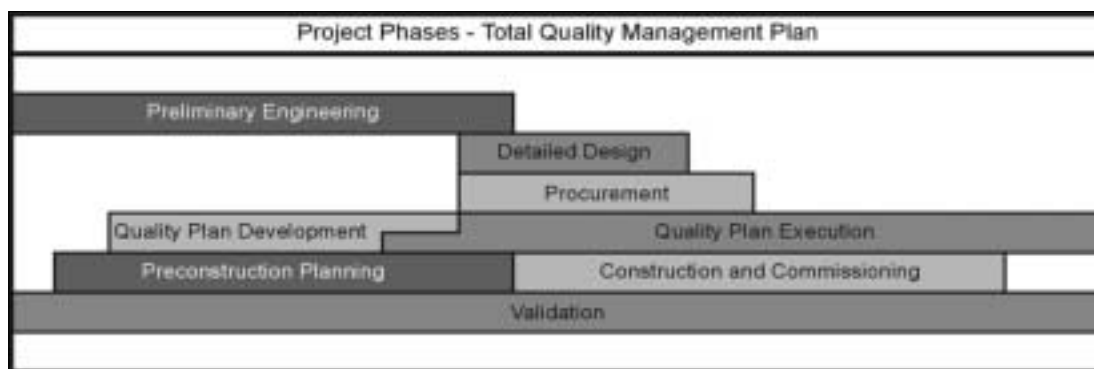 Project Phases - Total Quality Management Plan
Preliminary Engineering
Detailed Design
Procurement
Quality Plan Development
Quality Plan Execution
Preconstruction Planning
Construction and Commissioning
Validation